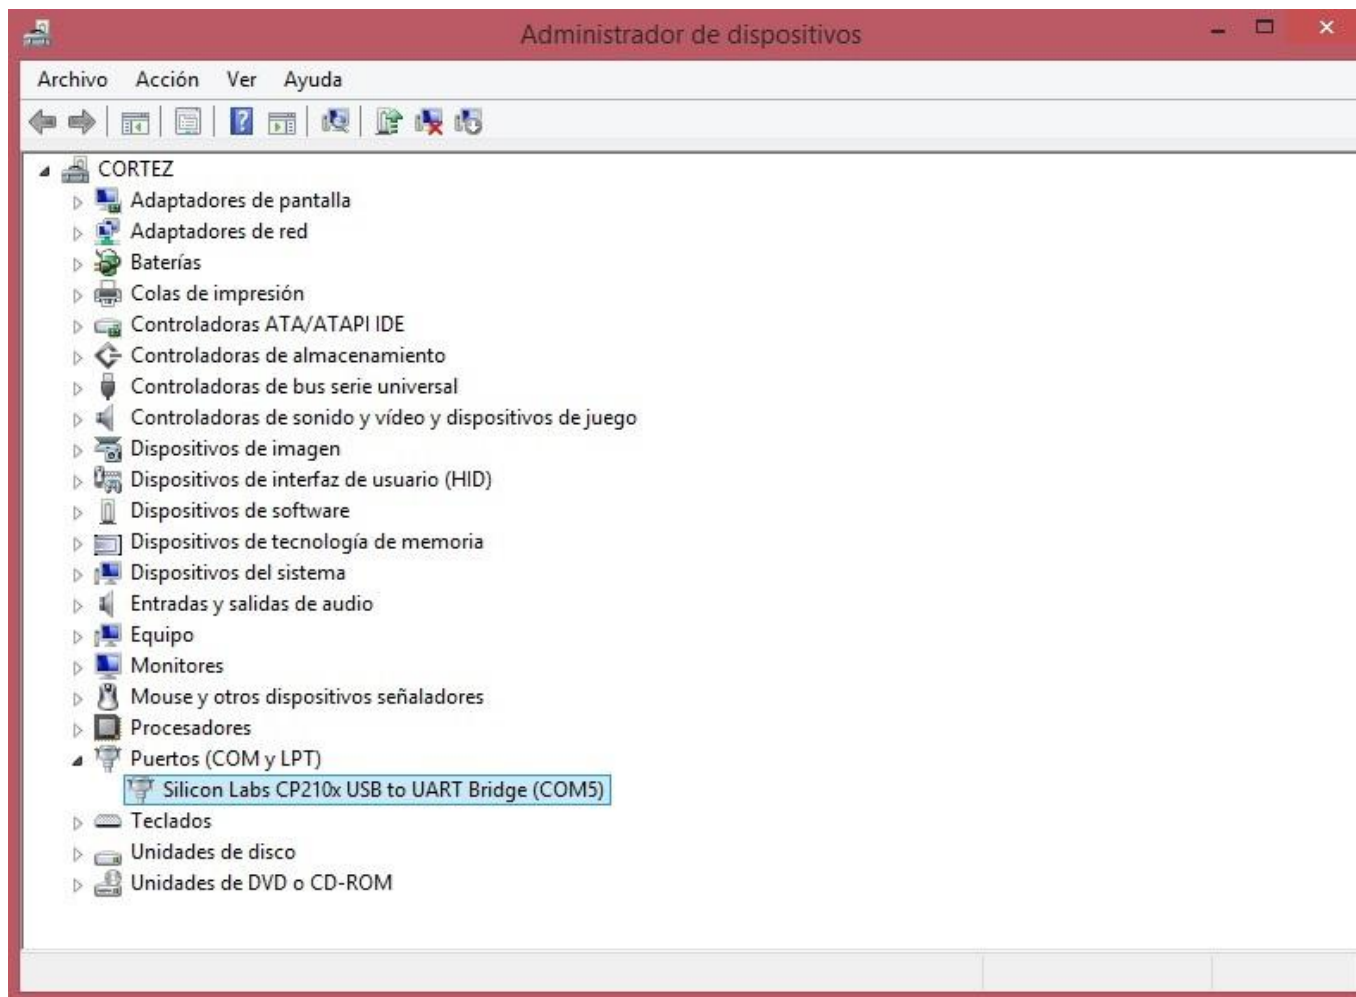 Administrador de dispositivos
Archivo Acción Ver Ayuda
CORTEZ
Adaptadores de pantalla
Adaptadores de red
Baterías
Colas de impresión
Controladoras ATA/ATAPI IDE
Controladoras de almacenamiento
Controladoras de bus serie universal
Controladoras de sonido y vídeo y dispositivos de juego
Dispositivos de imagen
Dispositivos de interfaz de usuario (HID)
Dispositivos de software
Dispositivos de tecnología de memoria
Dispositivos del sistema
Entradas y salidas de audio
Equipo
Monitores
Mouse y otros dispositivos señaladores
Procesadores
Puertos (COM y LPT)
Silicon Labs CP210x USB to UART Bridge (COM5)
Teclados
Unidades de disco
Unidades de DVD o CD-ROM